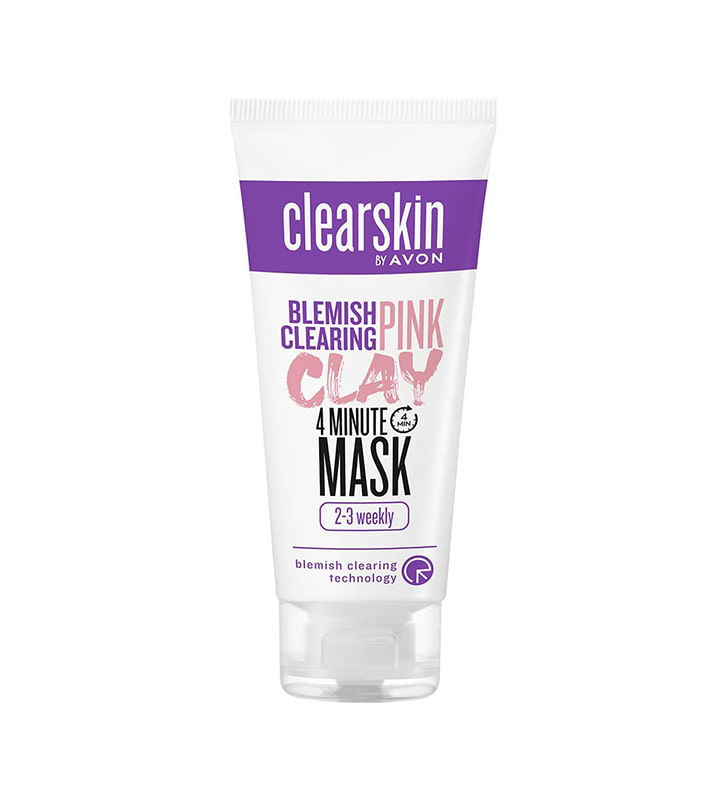 clearskin
BY AVON
BLEMISH CLEARING PINK
CLAY
4 MINUTE 4 MIN
MASK
2-3 weekly
blemish clearing
technology